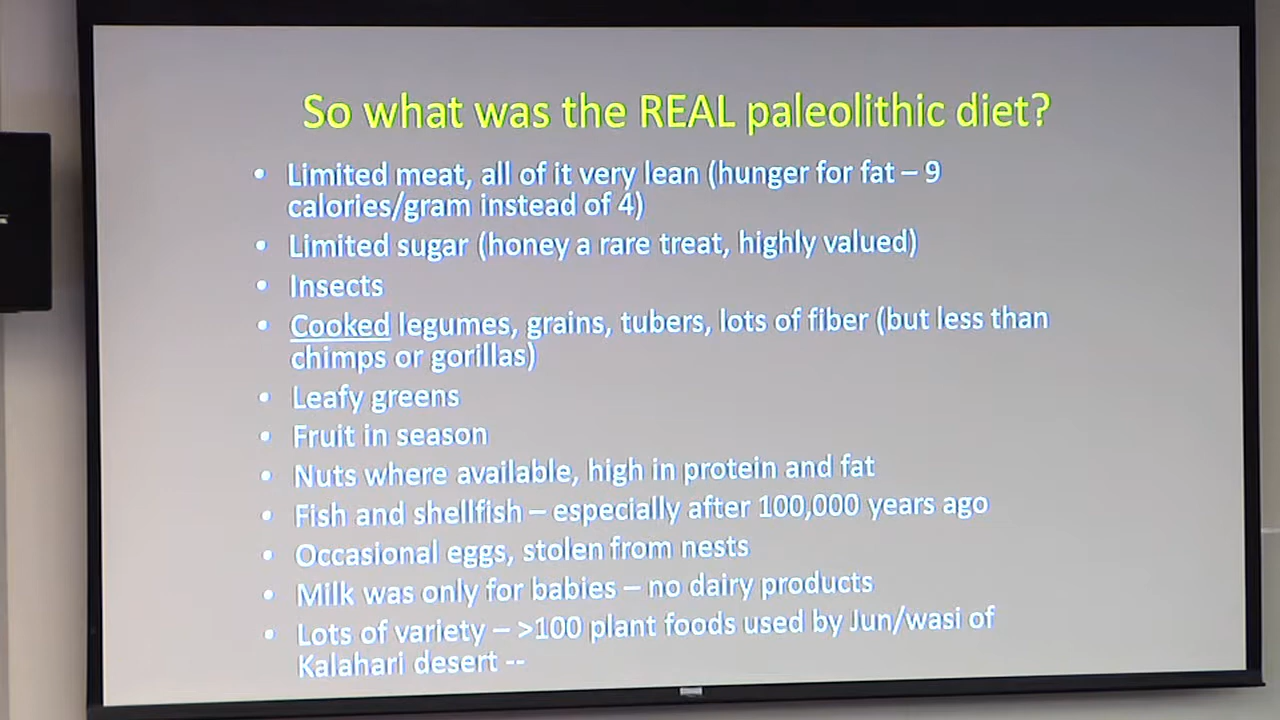 So what was the REAL paleolithic diet?
• Limited meat, all of it very lean (hunger for fat – 9
calories/gram instead of 4)
• Limited sugar (honey a rare treat, highly valued)
• Insects
• Cooked legumes, grains, tubers, lots of fiber (but less than
chimps or gorillas)
• Leafy greens
• Fruit in season
• Nuts where available, high in protein and fat
• Fish and shellfish – especially after 100,000 years ago
• Occasional eggs, stolen from nests
• Milk was only for babies – no dairy products
• Lots of variety – >100 plant foods used by Jun/wasi of
Kalahari desert --